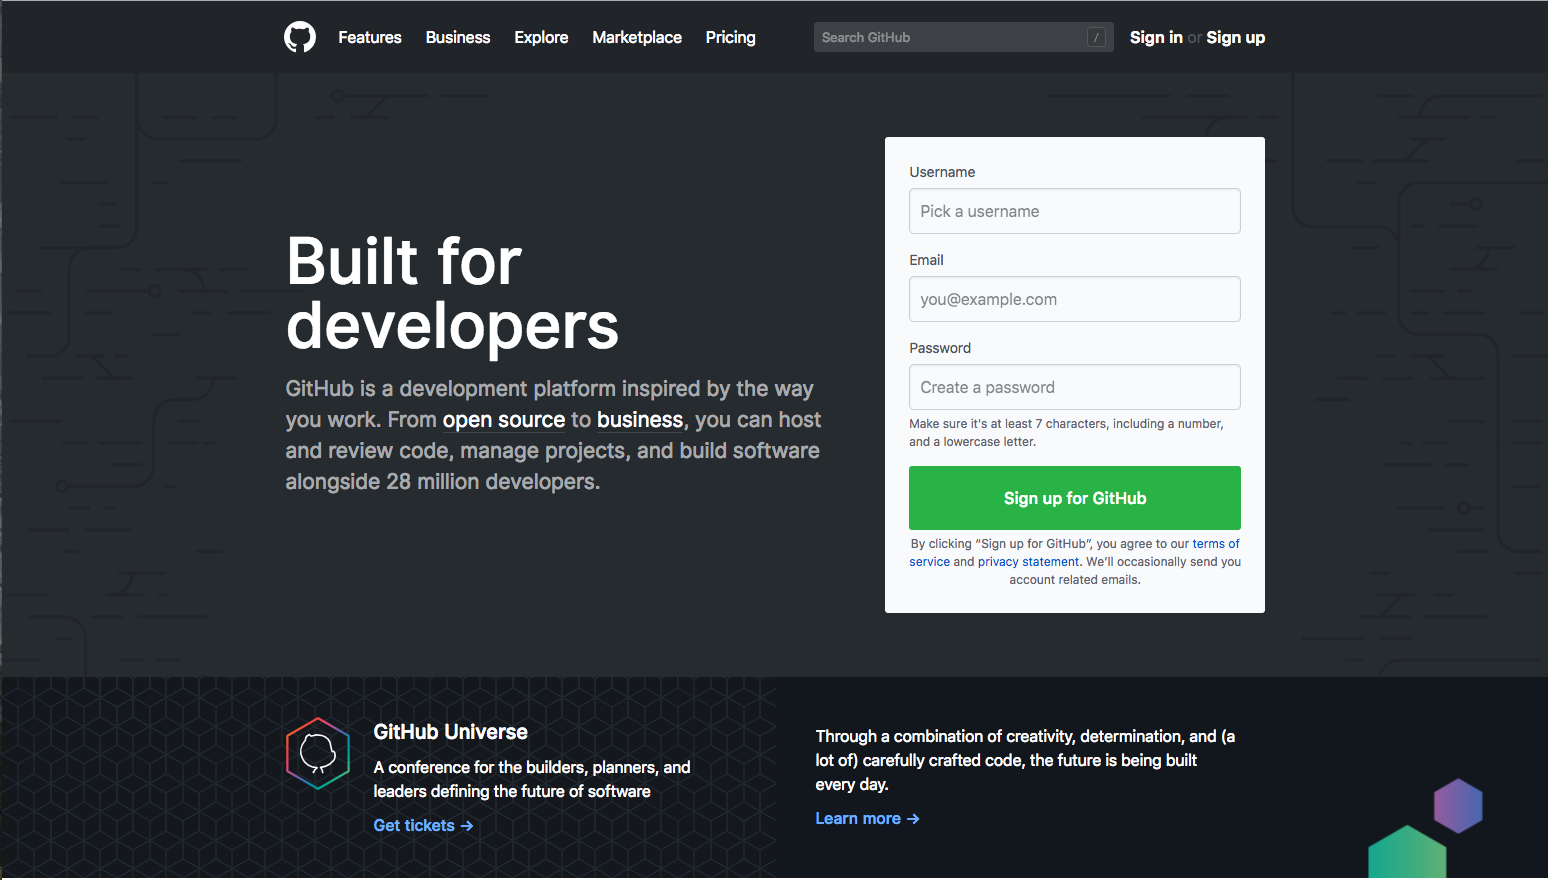 Features Business Explore Marketplace Pricing Search GitHub / Sign in or Sign up
Built for
developers
GitHub is a development platform inspired by the way
you work. From open source to business, you can host
and review code, manage projects, and build software
alongside 28 million developers.
Username
Pick a username
Email
you@example.com
Password
Create a password
Make sure it's at least 7 characters, including a number,
and a lowercase letter.
Sign up for GitHub
By clicking “Sign up for GitHub”, you agree to our terms of
service and privacy statement. We’ll occasionally send you
account related emails.
GitHub Universe
A conference for the builders, planners, and
leaders defining the future of software
Get tickets →
Through a combination of creativity, determination, and (a
lot of) carefully crafted code, the future is being built
every day.
Learn more →